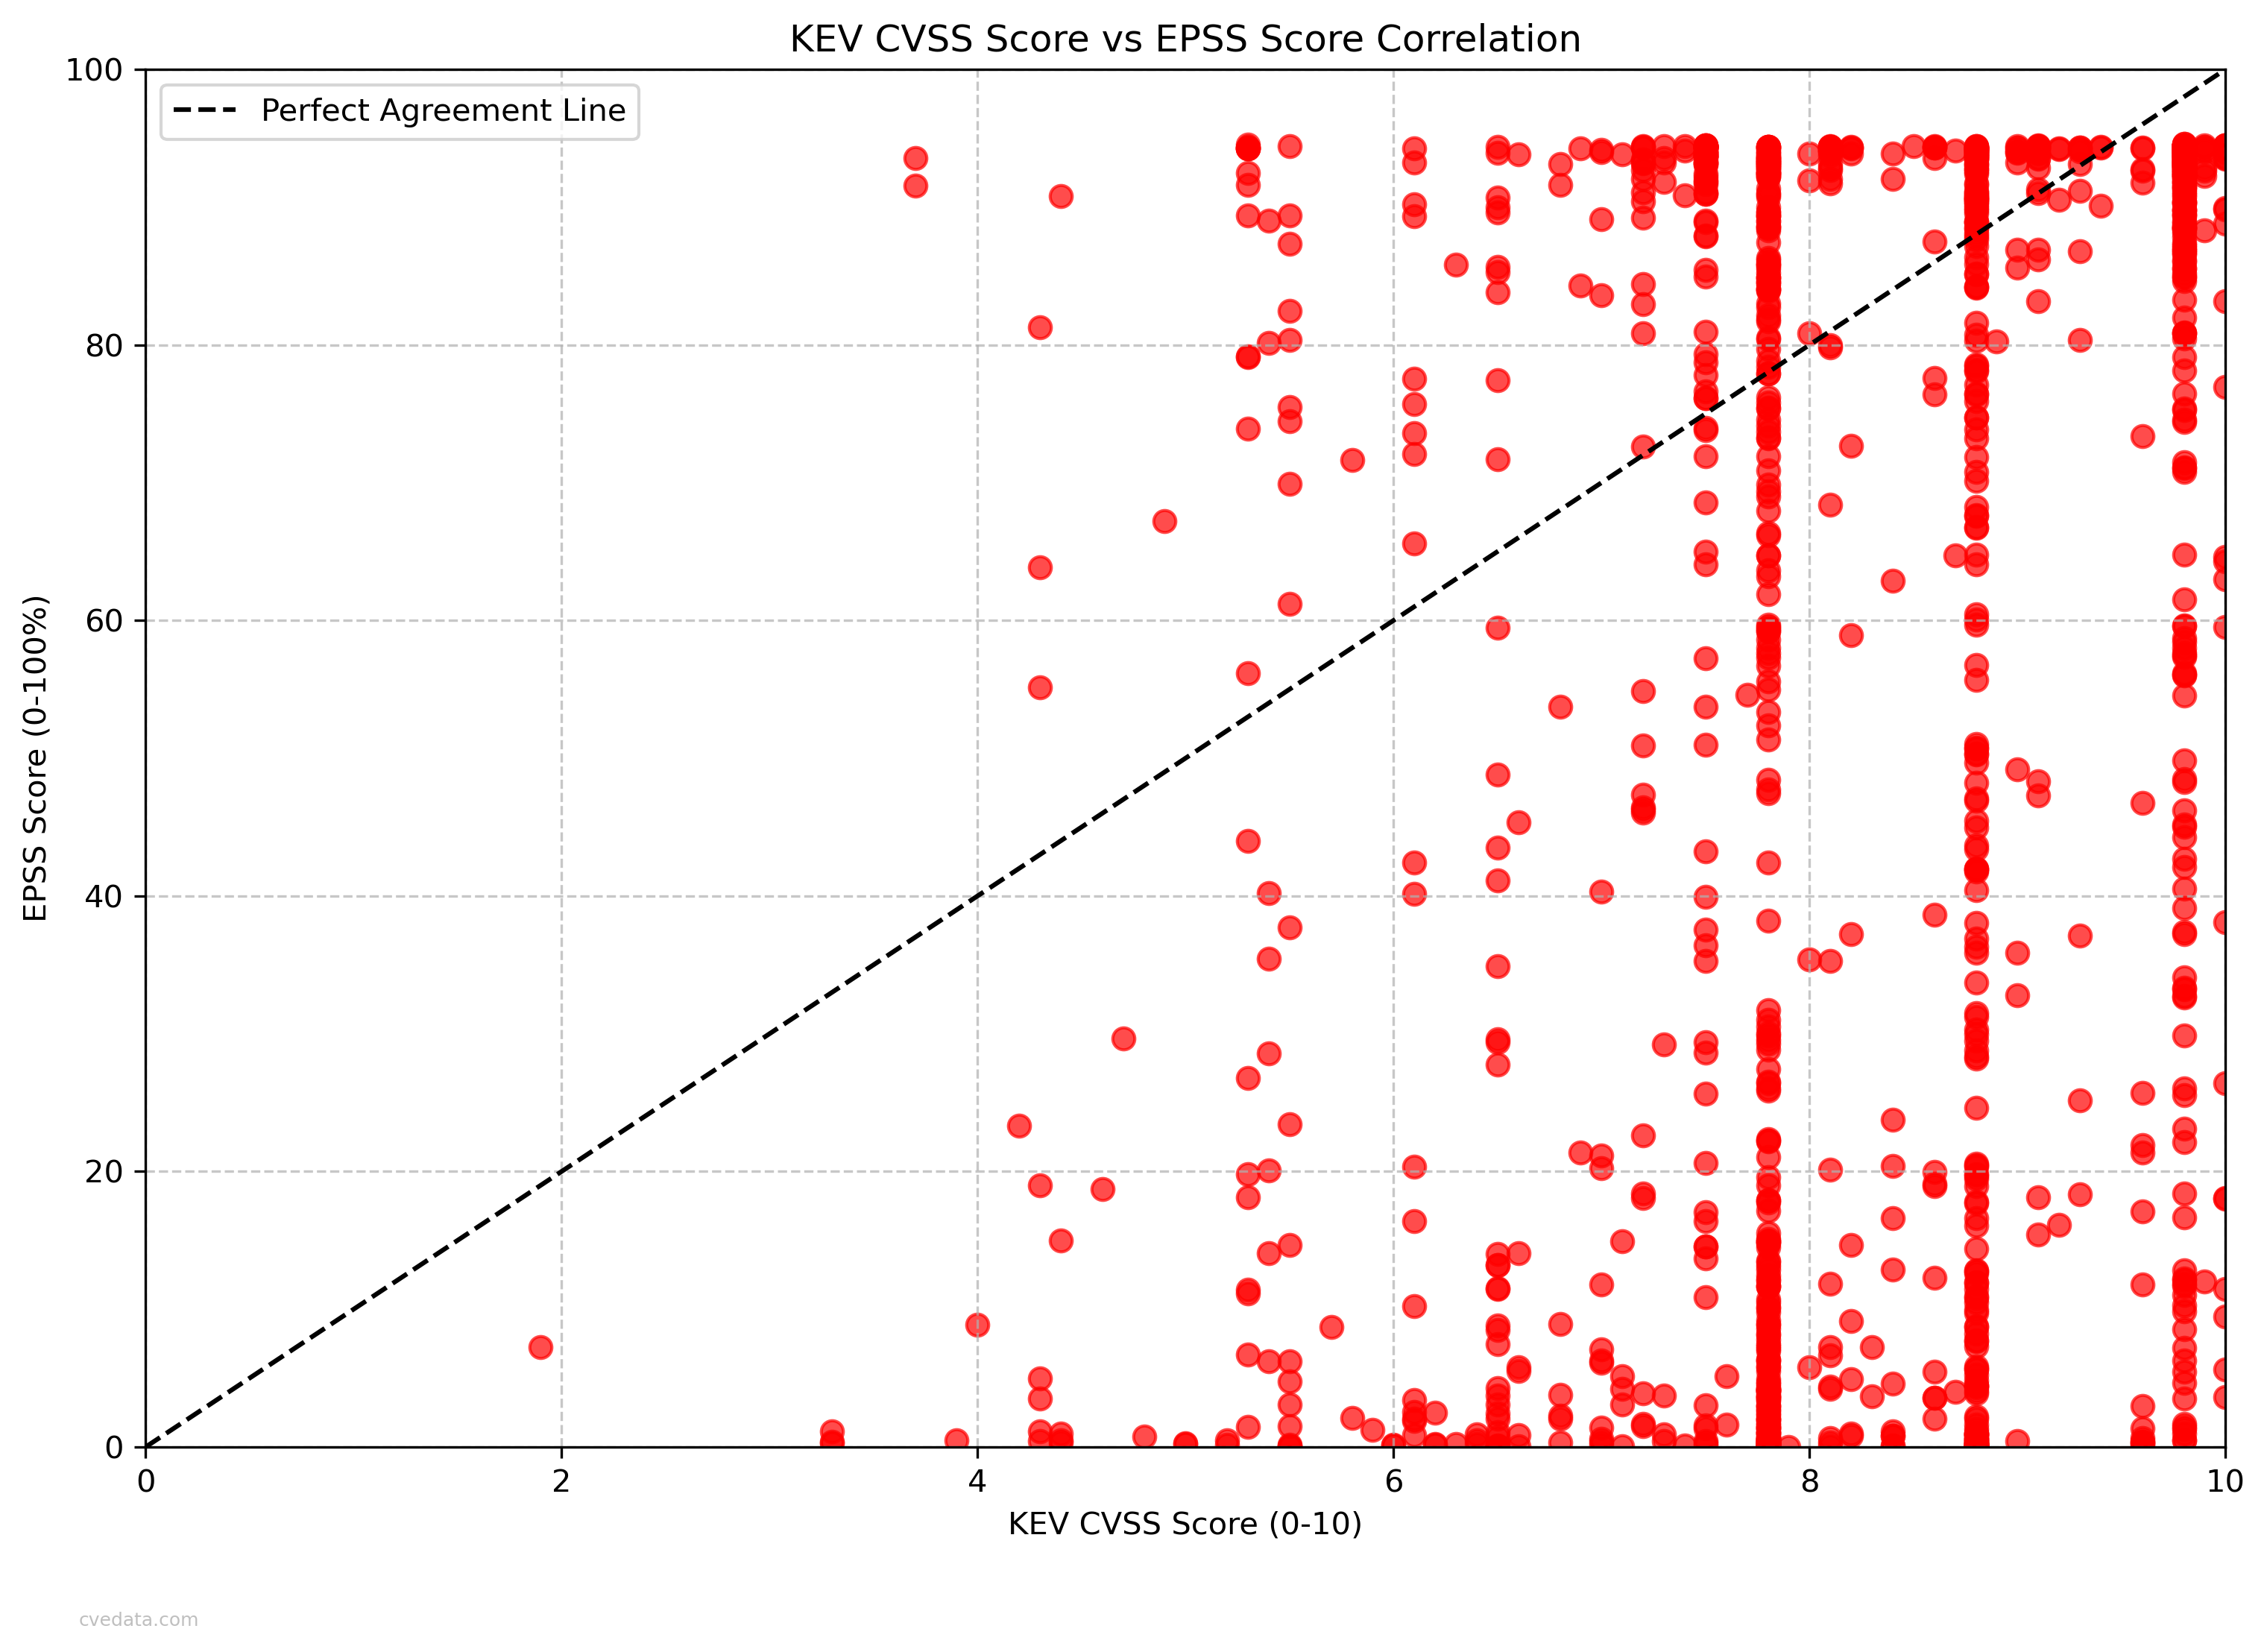 KEV CVSS Score vs EPSS Score Correlation
Perfect Agreement Line
EPSS Score (0-100%)
100
80
60
40
20
0
0 2 4 6 8 10
KEV CVSS Score (0-10)
cvedata.com